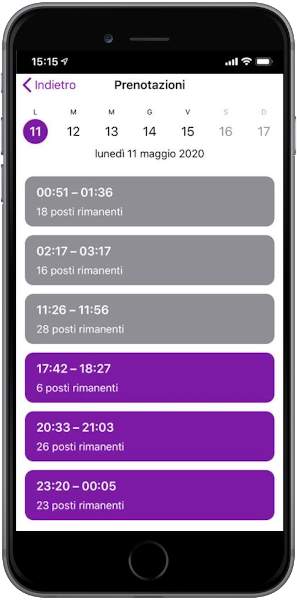 15:15
Indietro Prenotazioni
L M M G V S D
11 12 13 14 15 16 17
lunedì 11 maggio 2020
00:51 – 01:36
18 posti rimanenti
02:17 – 03:17
16 posti rimanenti
11:26 – 11:56
28 posti rimanenti
17:42 – 18:27
6 posti rimanenti
20:33 – 21:03
26 posti rimanenti
23:20 – 00:05
23 posti rimanenti